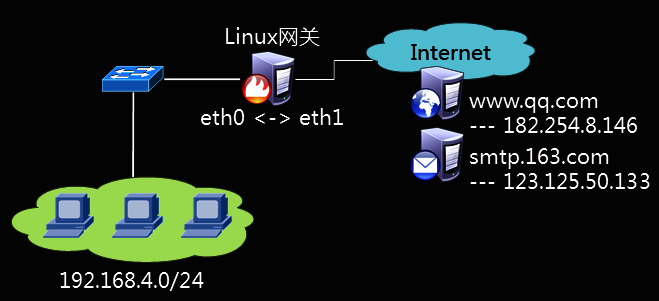 Linux网关
Internet
eth0 <-> eth1
www.qq.com
--- 182.254.8.146
smtp.163.com
--- 123.125.50.133
192.168.4.0/24